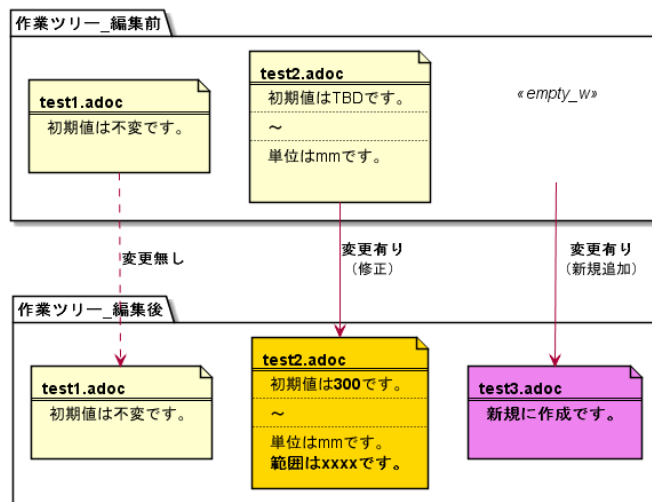 作業ツリー_編集前
test1.adoc
初期値は不変です。
test2.adoc
初期値はTBDです。
～
単位はmmです。
«empty_w»
変更無し
変更有り
（修正）
変更有り
（新規追加）
作業ツリー_編集後
test1.adoc
初期値は不変です。
test2.adoc
初期値は300です。
～
単位はmmです。
範囲はxxxxです。
test3.adoc
新規に作成です。